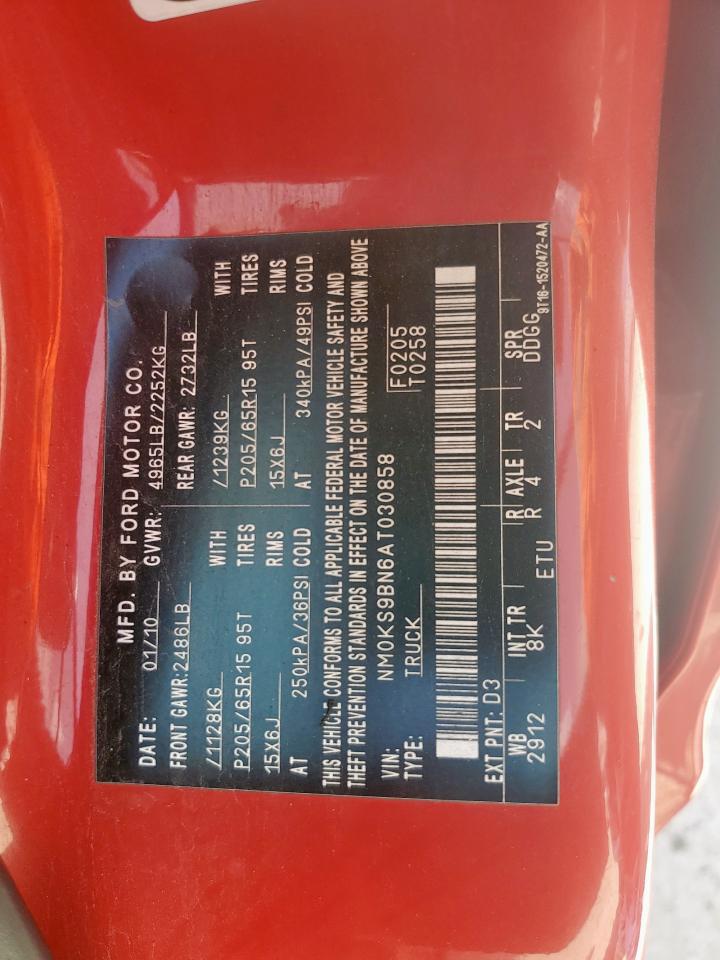 MFD. BY FORD MOTOR CO.
DATE: 01/10 GVWR: 4965LB/2252KG
FRONT GAWR: 2486LB REAR GAWR: 2732LB
/1128KG /1239KG WITH
P205/65R15 95T TIRES P205/65R15 95T TIRES
15X6J RIMS 15X6J RIMS
AT 250kPA/36PSI COLD AT 340kPA/49PSI COLD
THIS VEHICLE CONFORMS TO ALL APPLICABLE FEDERAL MOTOR VEHICLE SAFETY AND
THEFT PREVENTION STANDARDS IN EFFECT ON THE DATE OF MANUFACTURE SHOWN ABOVE
VIN: NM0KS9BN6AT030858 F0205
TYPE: TRUCK T0258
EXT PNT: D3
WB INT TR R AXLE TR SPR
2912 8K R 4 2 DDGG
ETU
9T16-1520472-AA